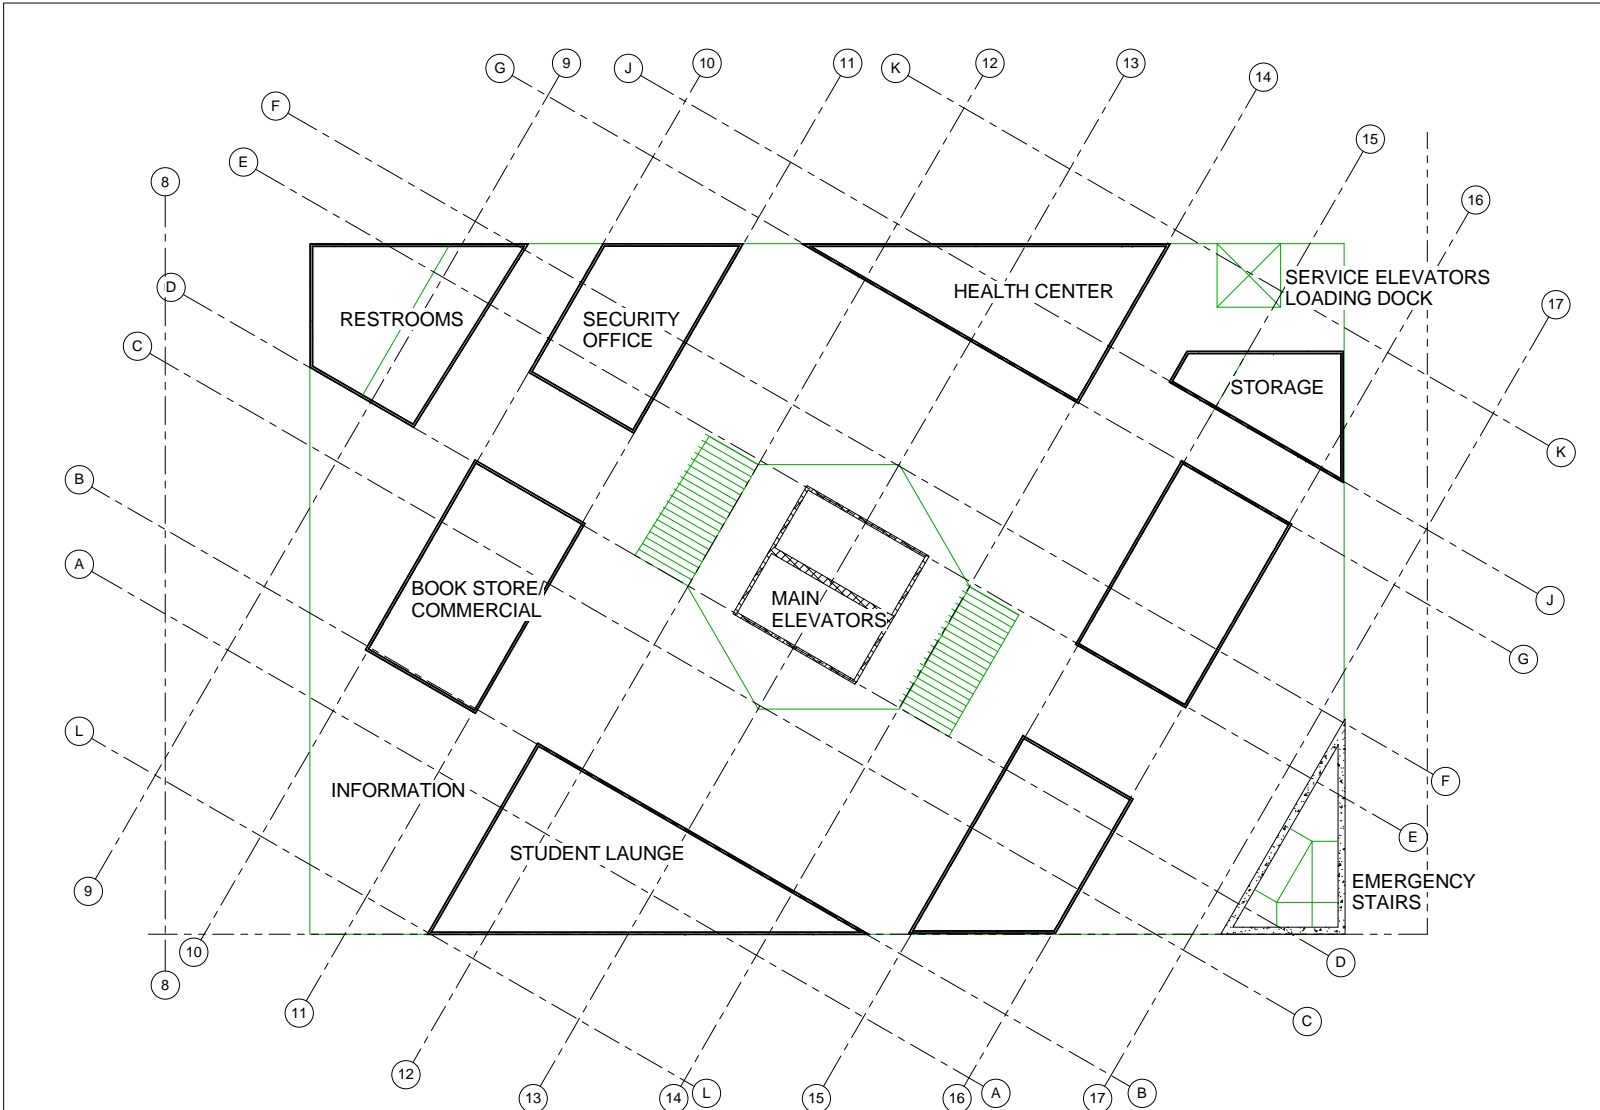 9
10
11
12
13
14
G
J
K
F
E
15
8
16
D
17
C
HEALTH CENTER
SERVICE ELEVATORS
LOADING DOCK
RESTROOMS
SECURITY
OFFICE
STORAGE
K
B
A
BOOK STORE/
COMMERCIAL
MAIN
ELEVATORS
J
G
L
INFORMATION
F
E
STUDENT LAUNGE
EMERGENCY
STAIRS
9
10
D
8
11
C
12
13
14
L
15
A
16
17
B